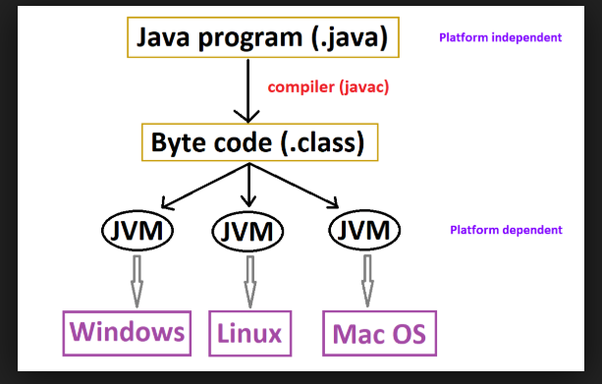 Java program (.java)
Platform independent
compiler (javac)
Byte code (.class)
JVM
JVM
JVM
Platform dependent
Windows
Linux
Mac OS